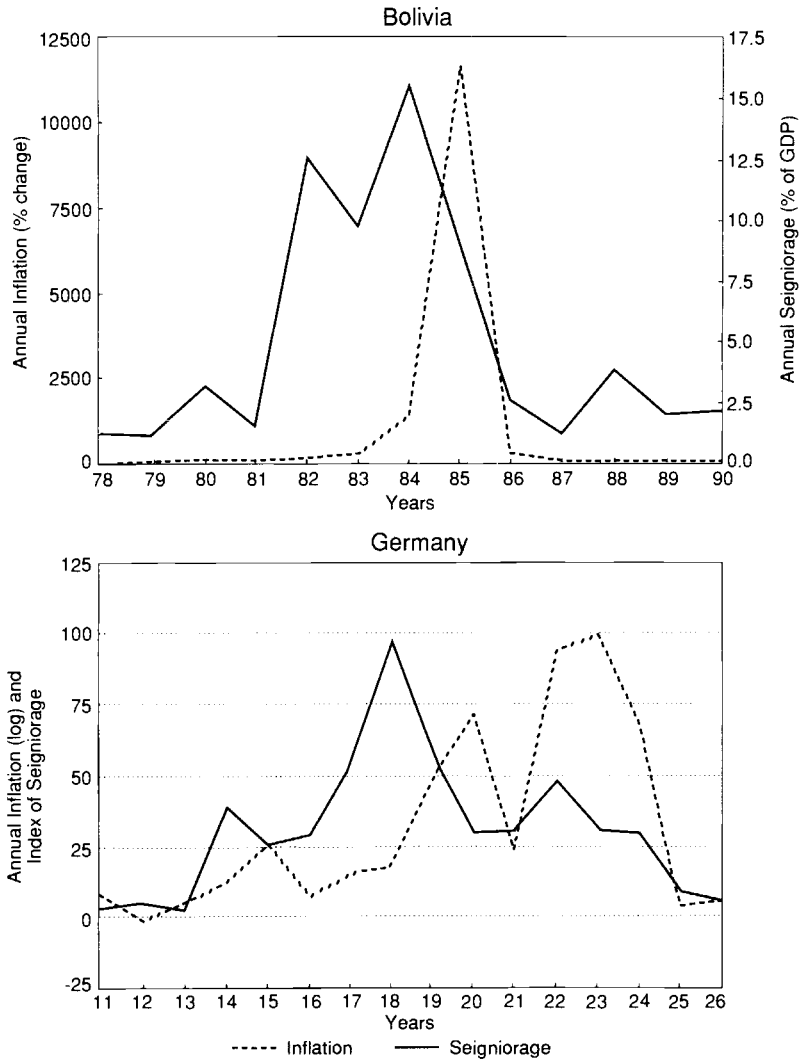 Bolivia
12500
10000
7500
5000
2500
0
Annual Inflation (% change)
17.5
15.0
12.5
10.0
7.5
5.0
2.5
0.0
Annual Seigniorage (% of GDP)
78 79 80 81 82 83 84 85 86 87 88 89 90
Years
Germany
125
100
75
50
25
0
-25
Annual Inflation (log) and
Index of Seigniorage
11 12 13 14 15 16 17 18 19 20 21 22 23 24 25 26
Years
Inflation Seigniorage